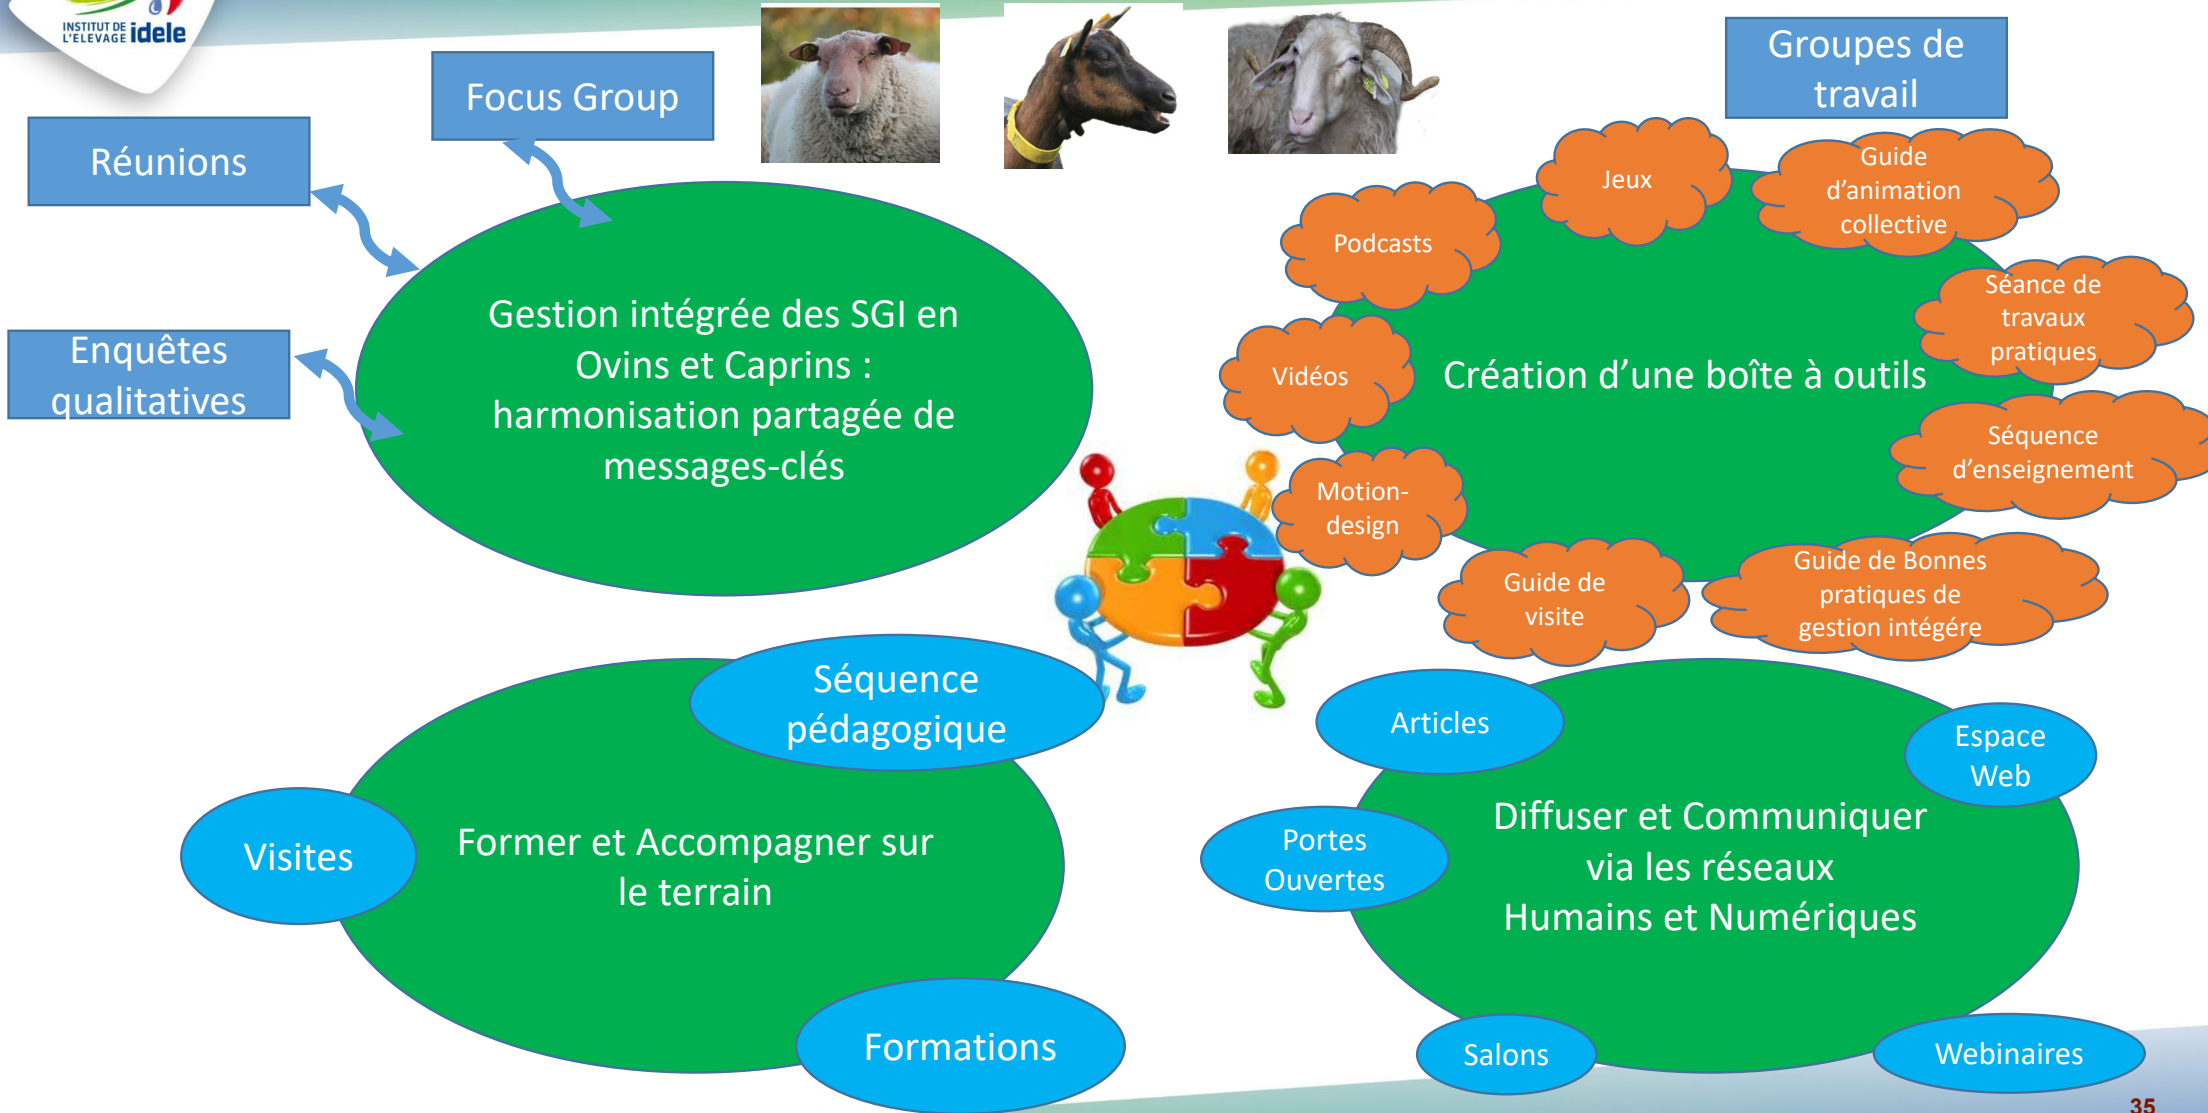 INSTITUT DE
L'ELEVAGE idele
Focus Group
Réunions
Enquêtes
qualitatives
Gestion intégrée des SGI en
Ovins et Caprins :
harmonisation partagée de
messages-clés
Groupes de
travail
Jeux
Guide
d'animation
collective
Podcasts
Séance de
travaux
pratiques
Vidéos
Création d'une boîte à outils
Séquence
d'enseignement
Motion-
design
Guide de
visite
Guide de Bonnes
pratiques de
gestion intégére
Séquence
pédagogique
Visites
Former et Accompagner sur
le terrain
Formations
Articles
Espace
Web
Portes
Ouvertes
Diffuser et Communiquer
via les réseaux
Humains et Numériques
Salons
Webinaires
35